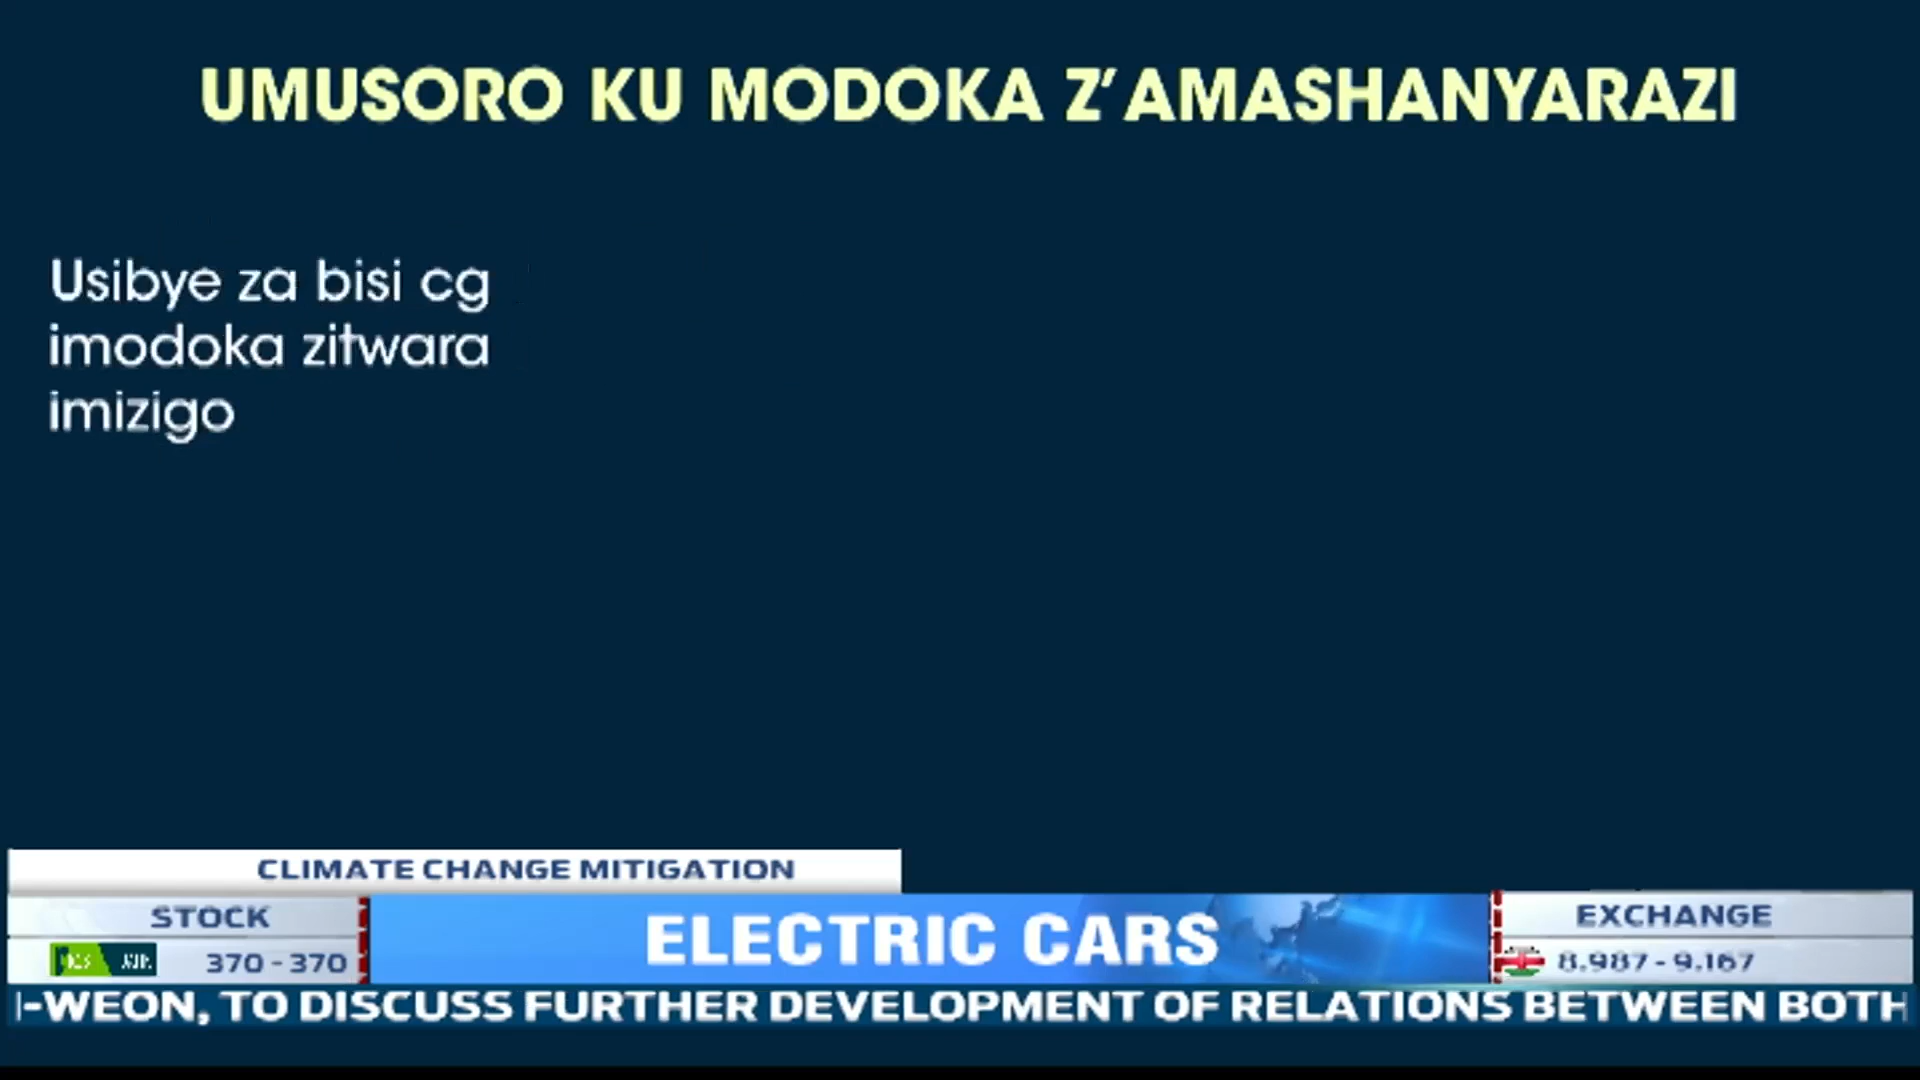 UMUSORO KU MODOKA Z'AMASHANYARAZI
Usibye za bisi cg
imodoka zitwara
imizigo
CLIMATE CHANGE MITIGATION
STOCK
370 - 370
ELECTRIC CARS
EXCHANGE
8.987 - 9.167
-WEON, TO DISCUSS FURTHER DEVELOPMENT OF RELATIONS BETWEEN BOTH